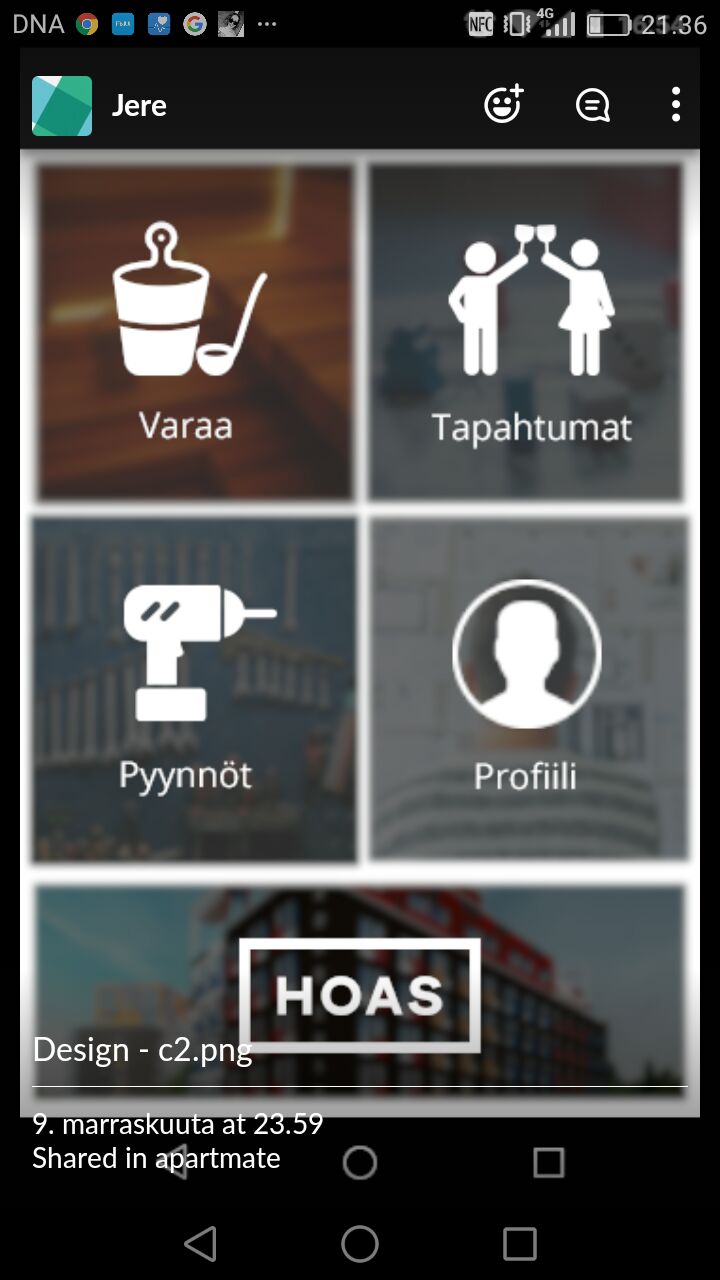 DNA
NFC
4G
21.36
Jere
Varaa
Tapahtumat
Pyynnöt
Profiili
HOAS
Design - c2.png
9. marraskuuta at 23.59
Shared in apartmate